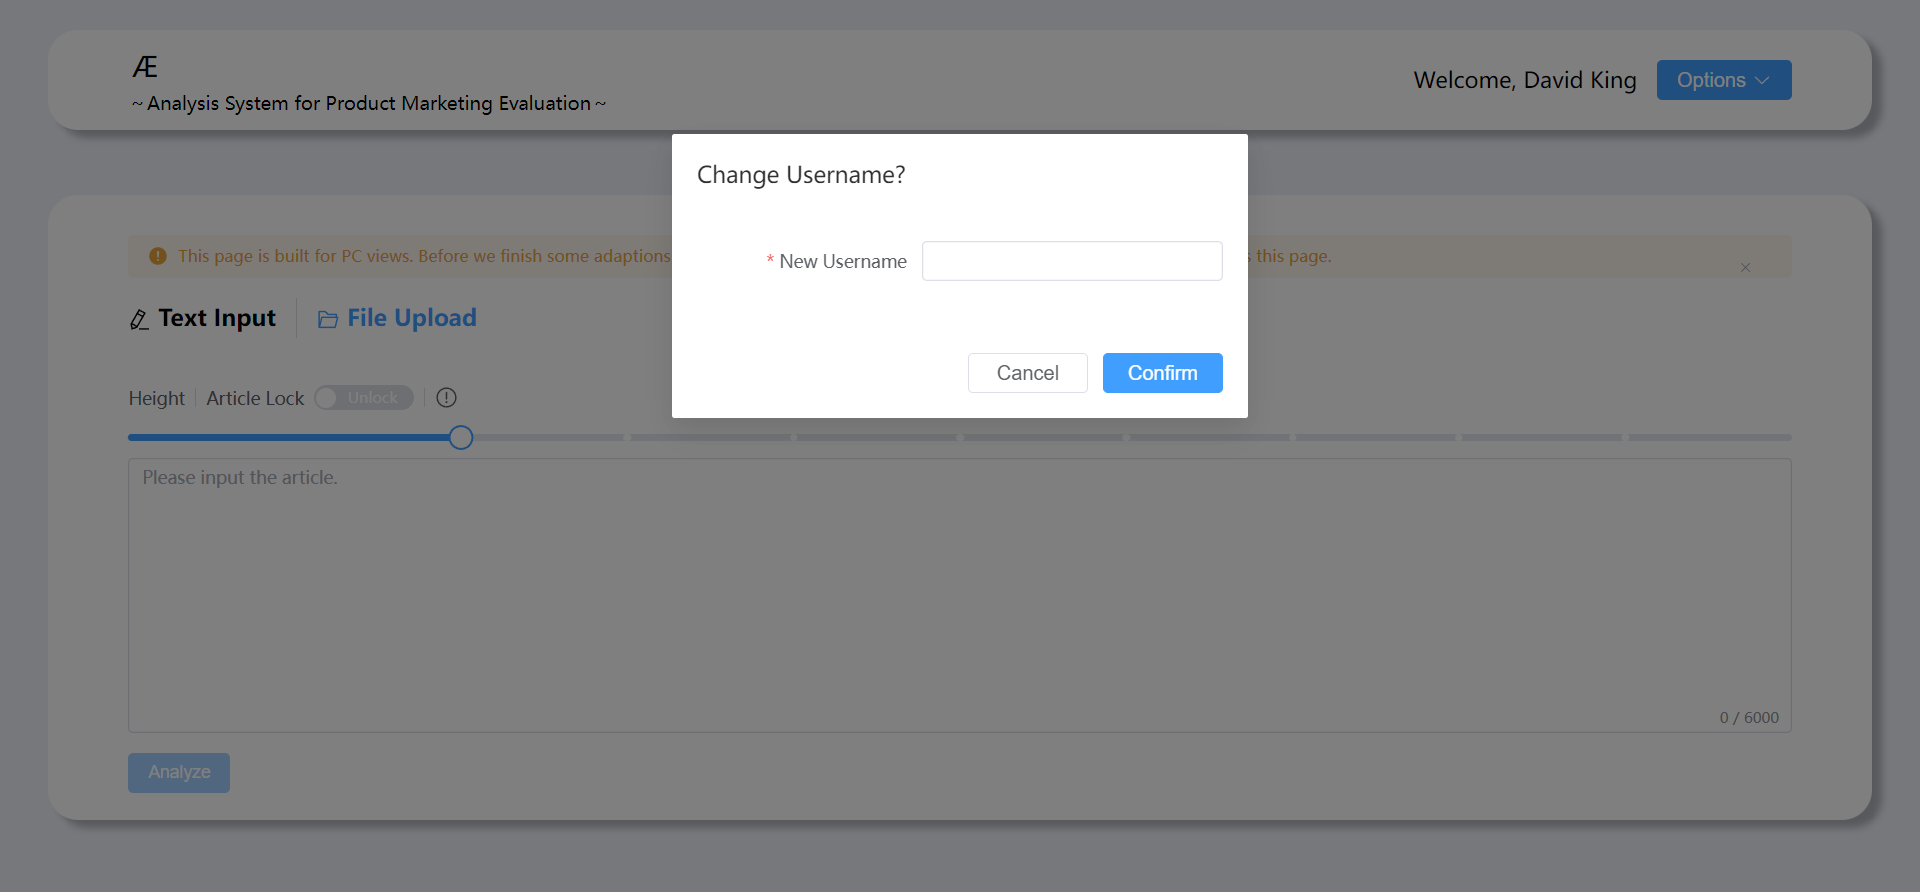 Æ
~Analysis System for Product Marketing Evaluation~
Welcome, David King
Options
Change Username?
* New Username
Cancel
Confirm
This page is built for PC views. Before we finish some adaptions
this page.
Text Input
File Upload
Height
Article Lock
Unlock
Please input the article.
0 / 6000
Analyze